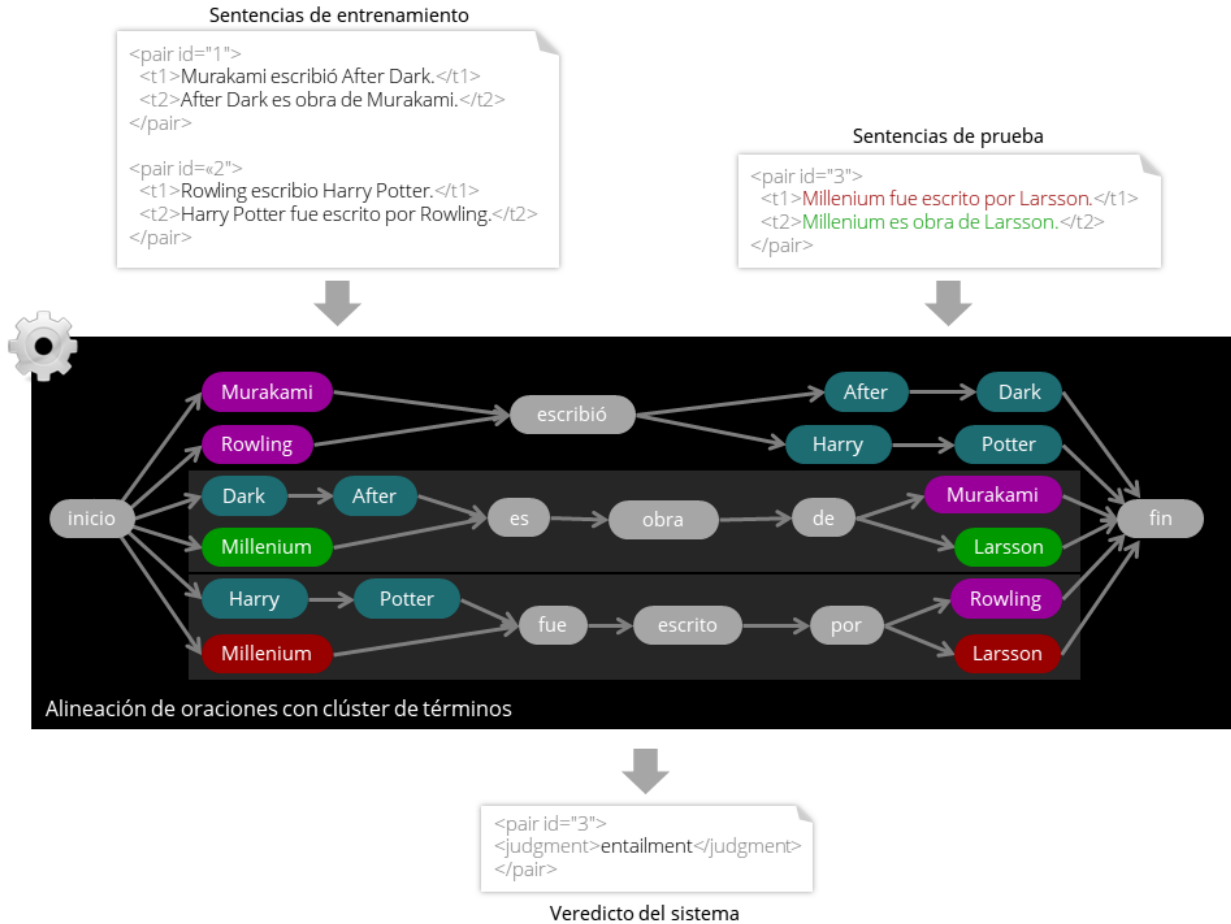 Sentencias de entrenamiento
<pair id="1">
<t1>Murakami escribió After Dark.</t1>
<t2>After Dark es obra de Murakami.</t2>
</pair>
<pair id=«2">
<t1>Rowling escribio Harry Potter.</t1>
<t2>Harry Potter fue escrito por Rowling.</t2>
</pair>
Sentencias de prueba
<pair id="3">
<t1>Millenium fue escrito por Larsson.</t1>
<t2>Millenium es obra de Larsson.</t2>
</pair>
Murakami
escribió
After
Dark
Rowling
Harry
Potter
inicio
Dark
After
es
obra
de
Murakami
fin
Millenium
Larsson
Harry
Potter
fue
escrito
por
Rowling
Millenium
Larsson
Alineación de oraciones con clúster de términos
<pair id="3">
<judgment>entailment</judgment>
</pair>
Veredicto del sistema